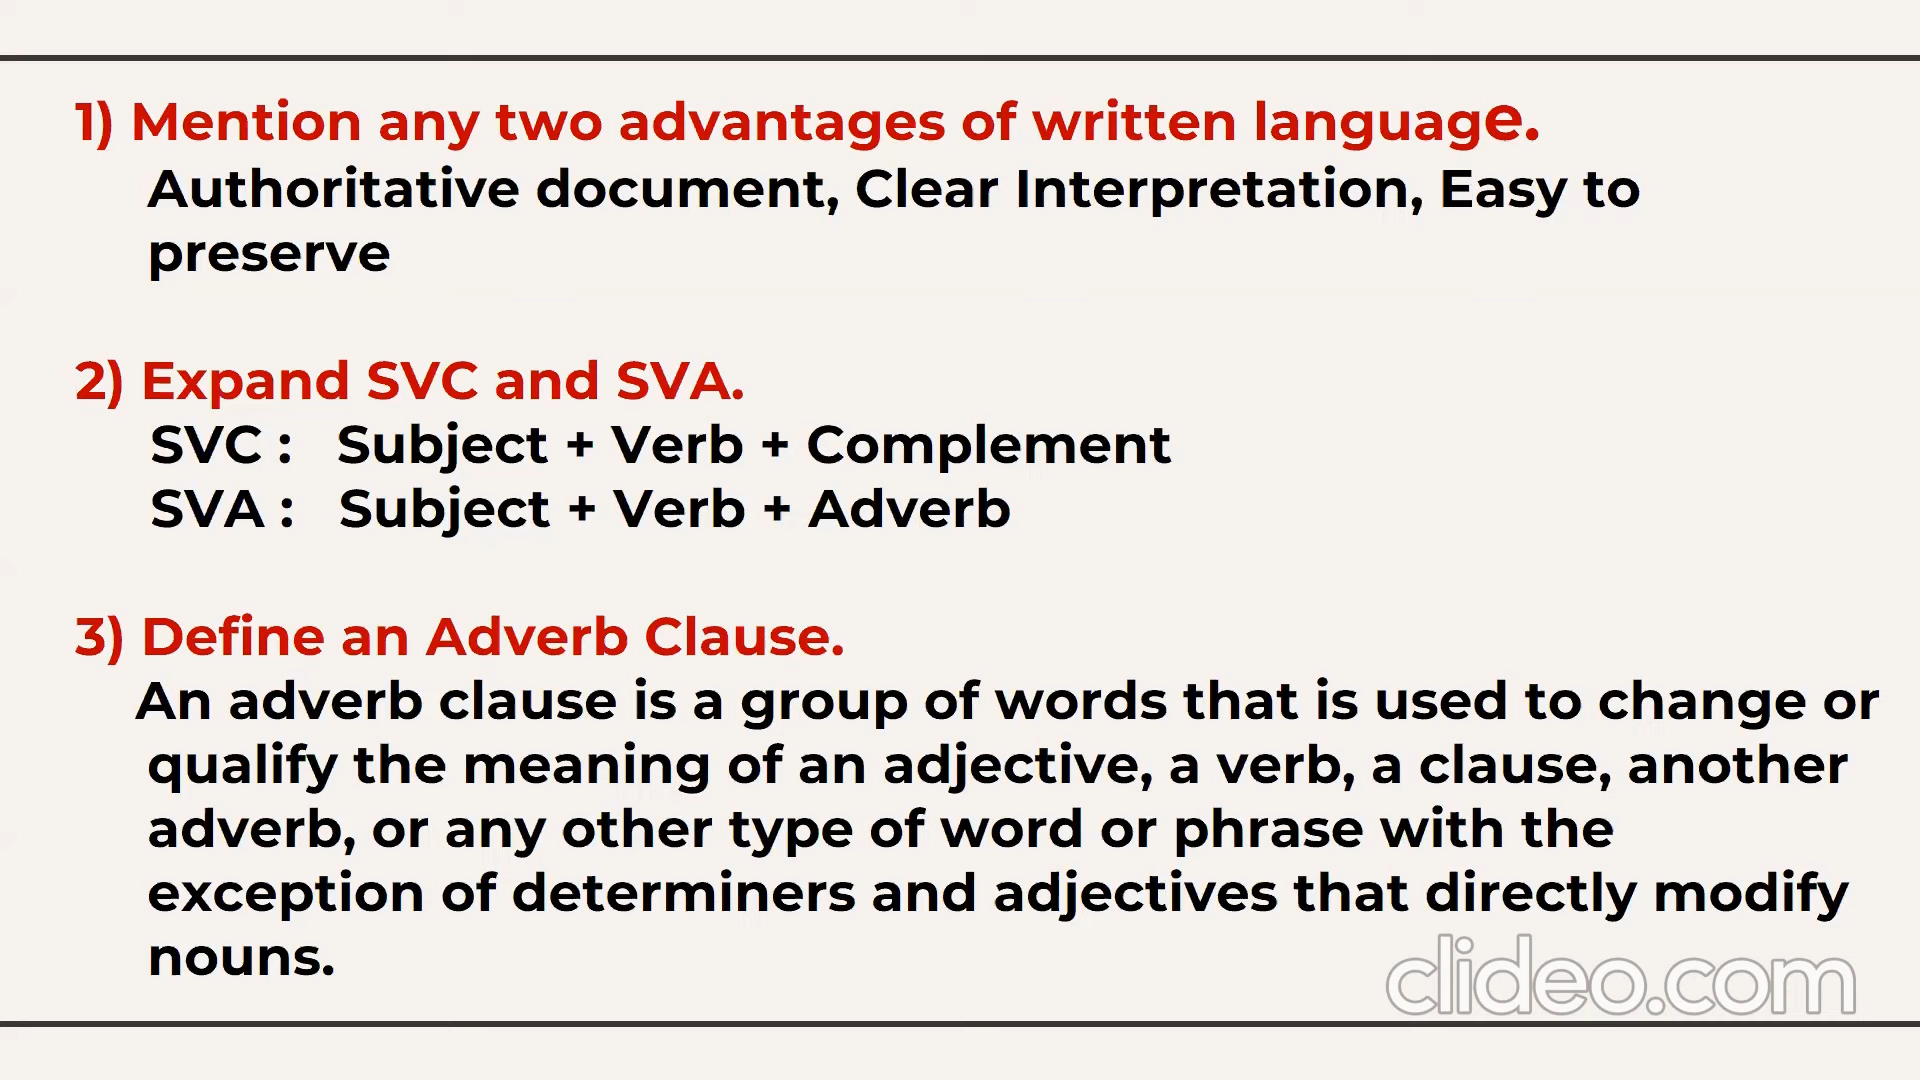 1) Mention any two advantages of written language.
Authoritative document, Clear Interpretation, Easy to
preserve
2) Expand SVC and SVA.
SVC : Subject + Verb + Complement
SVA : Subject + Verb + Adverb
3) Define an Adverb Clause.
An adverb clause is a group of words that is used to change or
qualify the meaning of an adjective, a verb, a clause, another
adverb, or any other type of word or phrase with the
exception of determiners and adjectives that directly modify
nouns.
clideo.com